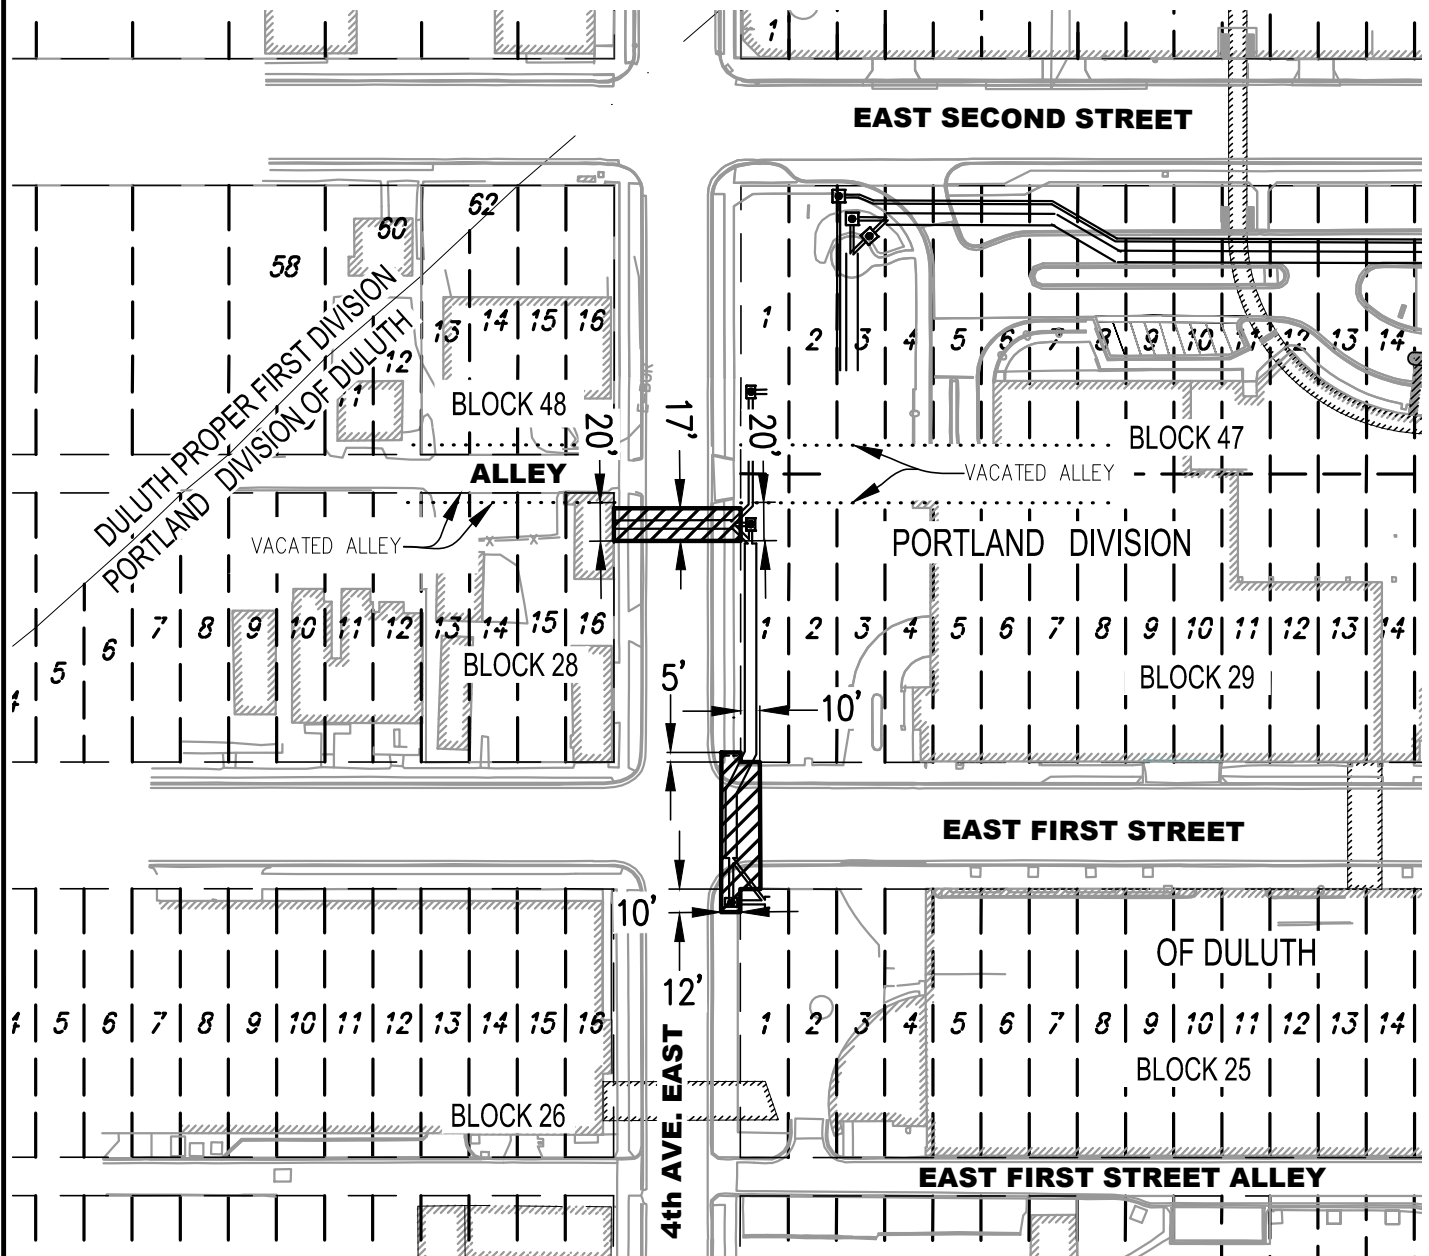 1
EAST SECOND STREET
62
60
58
1
2 3 4 5 6 7 8 9 10 11 12 13 14
13 14 15 16
12
11
DULUTH PROPER FIRST DIVISION
PORTLAND DIVISION OF DULUTH
BLOCK 48
20'
17'
20'
BLOCK 47
ALLEY
VACATED ALLEY
VACATED ALLEY
PORTLAND DIVISION
4 5 6 7 8 9 10 11 12 13 14 15 16
1 2 3 4 5 6 7 8 9 10 11 12 13 14
BLOCK 28
5'
BLOCK 29
10'
EAST FIRST STREET
10'
OF DULUTH
12'
4 5 6 7 8 9 10 11 12 13 14 15 16
1 2 3 4 5 6 7 8 9 10 11 12 13 14
BLOCK 25
BLOCK 26
4th AVE. EAST
EAST FIRST STREET ALLEY